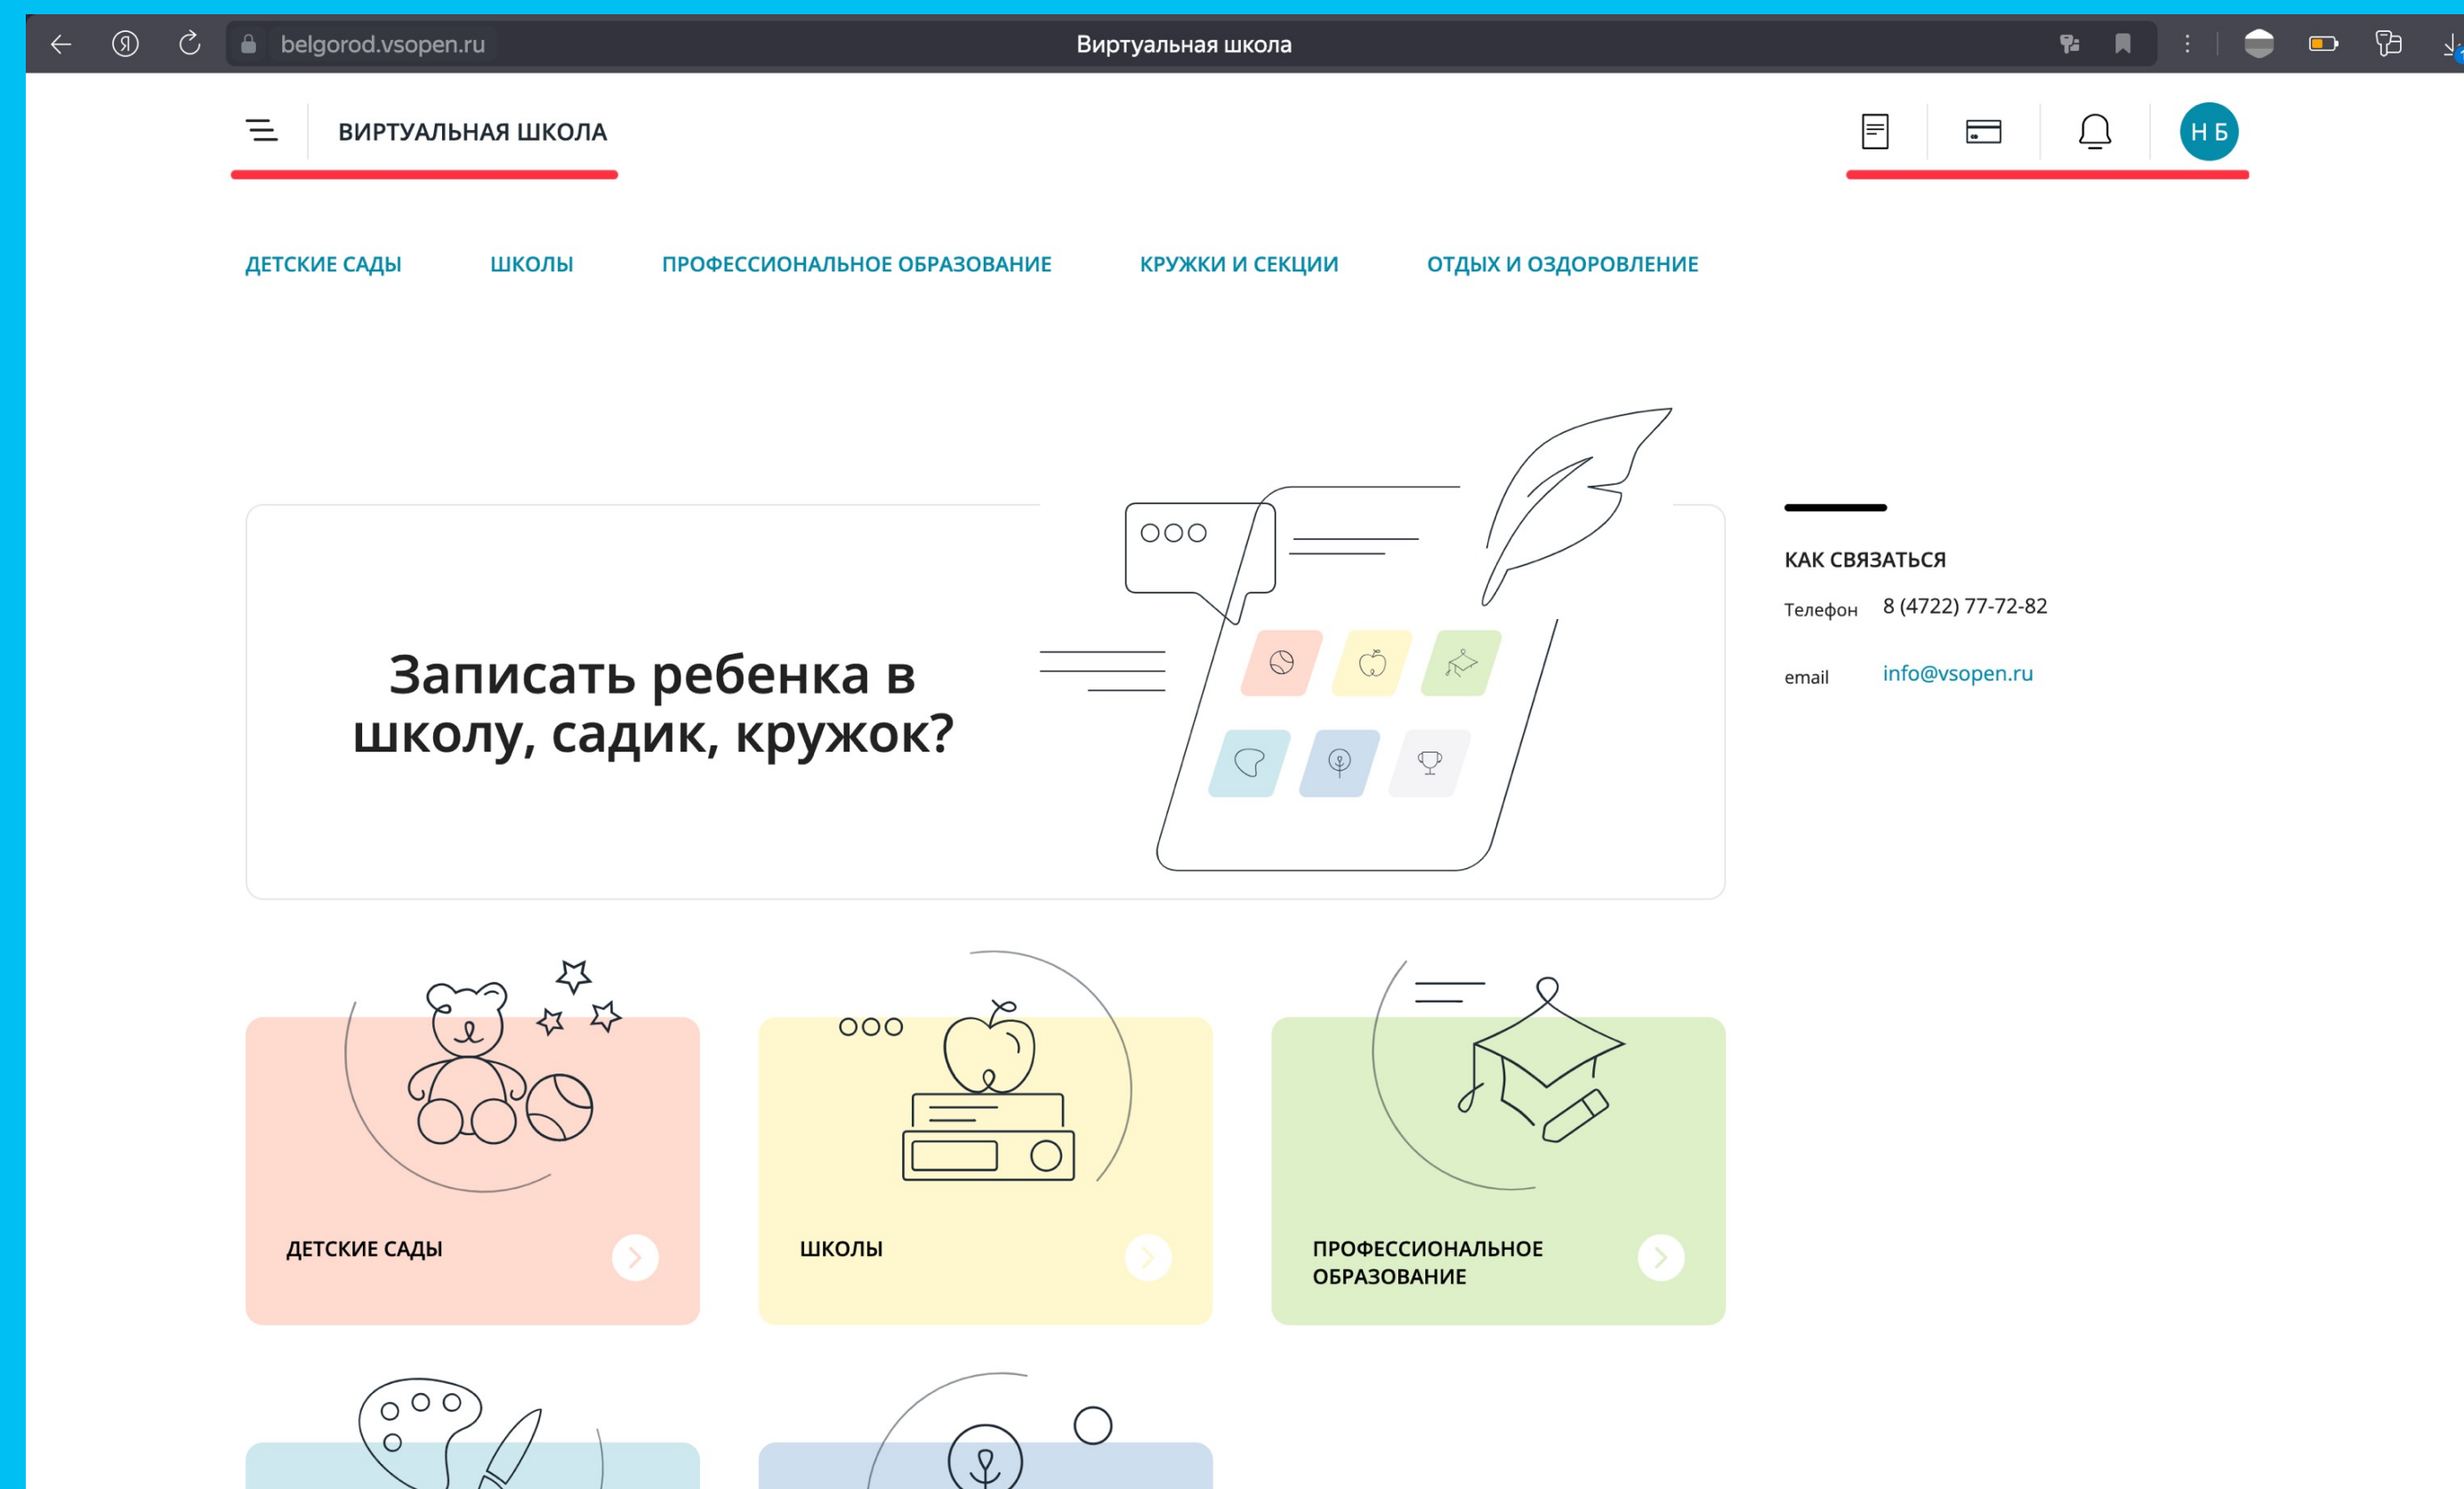 belgorod.vsopen.ru
Виртуальная школа
ВИРТУАЛЬНАЯ ШКОЛА
Н Б
ДЕТСКИЕ САДЫ
ШКОЛЫ
ПРОФЕССИОНАЛЬНОЕ ОБРАЗОВАНИЕ
КРУЖКИ И СЕКЦИИ
ОТДЫХ И ОЗДОРОВЛЕНИЕ
Записать ребенка в
школу, садик, кружок?
КАК СВЯЗАТЬСЯ
Телефон 8 (4722) 77-72-82
email info@vsopen.ru
ДЕТСКИЕ САДЫ
ШКОЛЫ
ПРОФЕССИОНАЛЬНОЕ
ОБРАЗОВАНИЕ